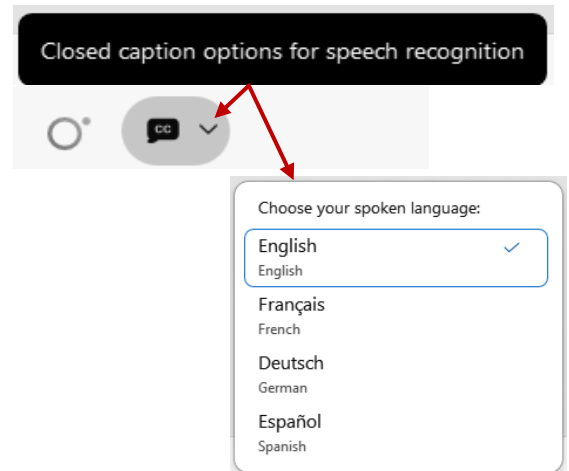 Closed caption options for speech recognition
CC
Choose your spoken language:
English
English
Français
French
Deutsch
German
Español
Spanish